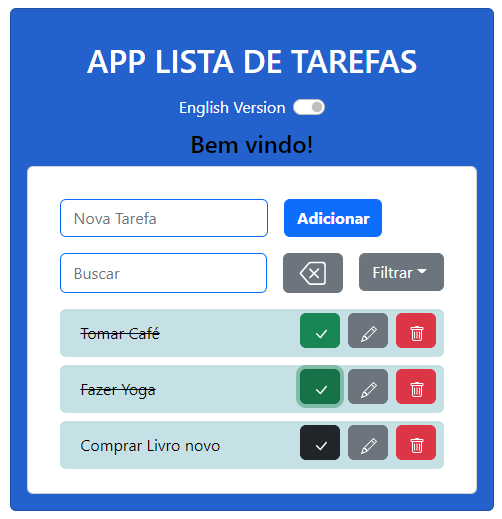 APP LISTA DE TAREFAS
English Version
Bem vindo!
Nova Tarefa
Adicionar
Buscar
Filtrar
Tomar Café
Fazer Yoga
Comprar Livro novo